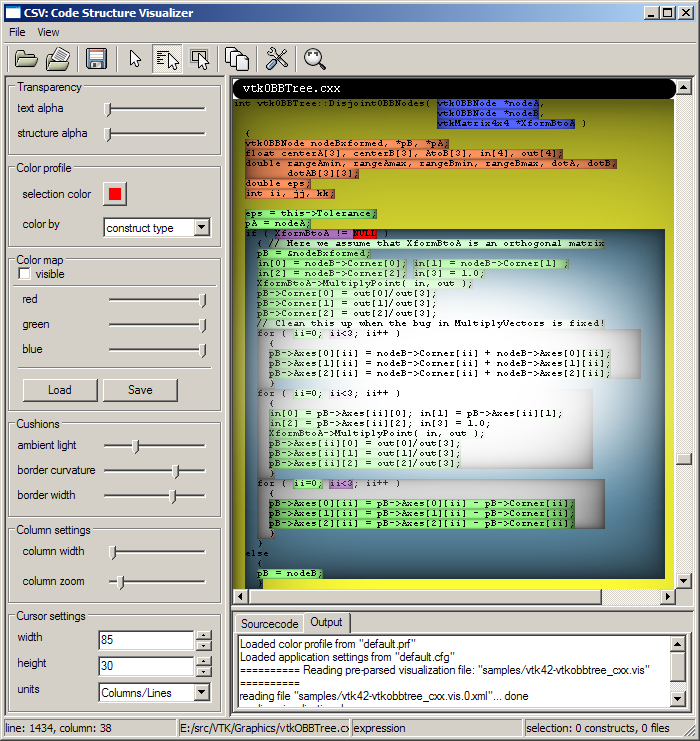 CSV: Code Structure Visualizer
File View
Transparency
text alpha
structure alpha
Color profile
selection color
color by construct type
Color map
visible
red
green
blue
Load Save
Cushions
ambient light
border curvature
border width
Column settings
column width
column zoom
Cursor settings
width 85
height 30
units Columns/Lines
vtkOBBTree.cxx
int vtkOBBTree::DisjointOBBNodes( vtkOBBNode *nodeA,
vtkOBBNode *nodeB,
vtkMatrix4x4 *XformBtoA )
{
vtkOBBNode nodeBxformed, *pB, *pA;
float centerA[3], centerB[3], AtoB[3], in[4], out[4];
double rangeAmin, rangeAmax, rangeBmin, rangeBmax, dotA, dotB,
dotAB[3][3];
double eps;
int ii, jj, kk;
eps = this->Tolerance;
pA = nodeA;
if ( XformBtoA != NULL )
{ // Here we assume that XformBtoA is an orthogonal matrix
pB = &nodeBxformed;
in[0] = nodeB->Corner[0]; in[1] = nodeB->Corner[1] ;
in[2] = nodeB->Corner[2]; in[3] = 1.0;
XformBtoA->MultiplyPoint( in, out );
pB->Corner[0] = out[0]/out[3];
pB->Corner[1] = out[1]/out[3];
pB->Corner[2] = out[2]/out[3];
// Clean this up when the bug in MultiplyVectors is fixed!
for ( ii=0; ii<3; ii++ )
{
pB->Axes[0][ii] = nodeB->Corner[ii] + nodeB->Axes[0][ii];
pB->Axes[1][ii] = nodeB->Corner[ii] + nodeB->Axes[1][ii];
pB->Axes[2][ii] = nodeB->Corner[ii] + nodeB->Axes[2][ii];
}
for ( ii=0; ii<3; ii++ )
{
in[0] = pB->Axes[ii][0]; in[1] = pB->Axes[ii][1];
in[2] = pB->Axes[ii][2]; in[3] = 1.0;
XformBtoA->MultiplyPoint( in, out );
pB->Axes[ii][0] = out[0]/out[3];
pB->Axes[ii][1] = out[1]/out[3];
pB->Axes[ii][2] = out[2]/out[3];
}
for ( ii=0; ii<3; ii++ )
{
pB->Axes[0][ii] = pB->Axes[0][ii] - pB->Corner[ii];
pB->Axes[1][ii] = pB->Axes[1][ii] - pB->Corner[ii];
pB->Axes[2][ii] = pB->Axes[2][ii] - pB->Corner[ii];
}
}
else
{
pB = nodeB;
}
Sourcecode Output
Loaded color profile from "default.prf"
Loaded application settings from "default.cfg"
========== Reading pre-parsed visualization file: "samples/vtk42-vtkobbtree_cxx.vis"
==========
reading file "samples/vtk42-vtkobbtree_cxx.vis.0.xml"... done
line: 1434, column: 38 E:/src/VTK/Graphics/vtkOBBTree.cx expression selection: 0 constructs, 0 files